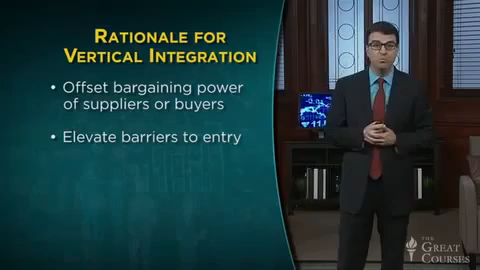 RATIONALE FOR
VERTICAL INTEGRATION
• Offset bargaining power
of suppliers or buyers
• Elevate barriers to entry
THE
GREAT
COURSES